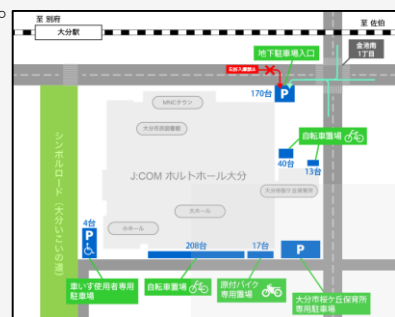 至 別府
大分駅
至 佐伯
金池南
1丁目
地下駐車場入口
P
170台
MNCタウン
大分市民図書館
自転車置場
40台
13台
J:COM ホルトホール大分
大分市桜ケ丘保育所
シンボルロード（大分いこいの道）
大ホール
小ホール
4台
P
208台
17台
P
車いす使用者専用
駐車場
自転車置場
原付バイク
専用置場
大分市桜ケ丘保育所
専用駐車場